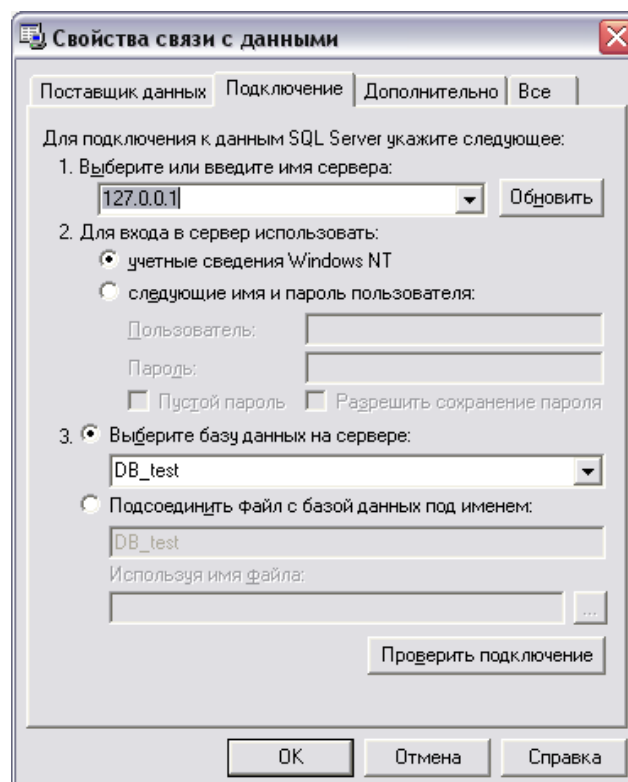 Свойства связи с данными
Поставщик данных Подключение Дополнительно Все
Для подключения к данным SQL Server укажите следующее:
1. Выберите или введите имя сервера:
127.0.0.1 Обновить
2. Для входа в сервер использовать:
учетные сведения Windows NT
следующие имя и пароль пользователя:
Пользователь:
Пароль:
Пустой пароль Разрешить сохранение пароля
3. Выберите базу данных на сервере:
DB_test
Подсоединить файл с базой данных под именем:
DB_test
Используя имя файла:
...
Проверить подключение
OK Отмена Справка